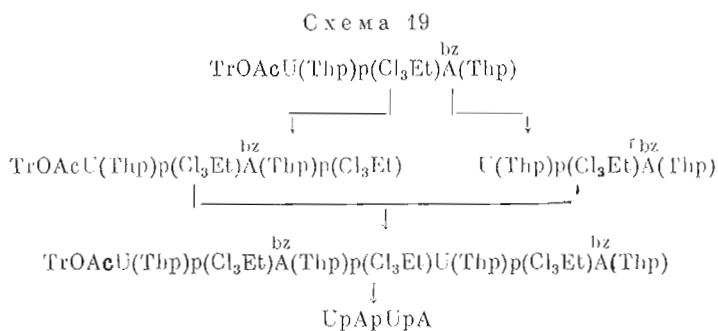 Схема 19
bz
TrOAcU(Thp)p(Cl₃Et)A(Thp)
bz bz
TrOAcU(Thp)p(Cl₃Et)A(Thp)p(Cl₃Et) U(Thp)p(Cl₃Et)A(Thp)
bz bz
TrOAcU(Thp)p(Cl₃Et)A(Thp)p(Cl₃Et)U(Thp)p(Cl₃Et)A(Thp)
UpApUpA